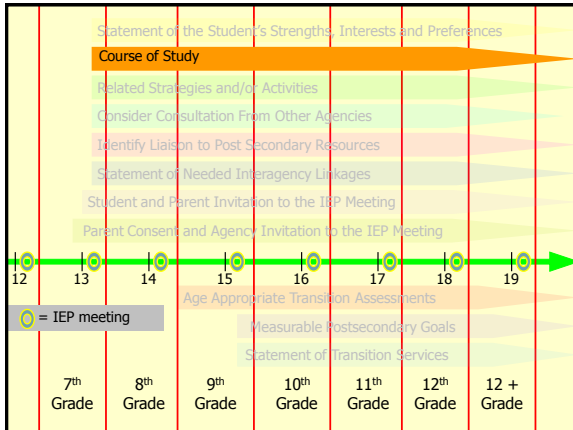 Statement of the Student's Strengths, Interests and Preferences
Course of Study
Related Strategies and/or Activities
Consider Consultation From Other Agencies
Identify Liaison to Post Secondary Resources
Statement of Needed Interagency Linkages
Student and Parent Invitation to the IEP Meeting
Parent Consent and Agency Invitation to the IEP Meeting
12 13 14 15 16 17 18 19
Age Appropriate Transition Assessments
= IEP meeting
Measurable Postsecondary Goals
Statement of Transition Services
7th 8th 9th 10th 11th 12th 12 +
Grade Grade Grade Grade Grade Grade Grade